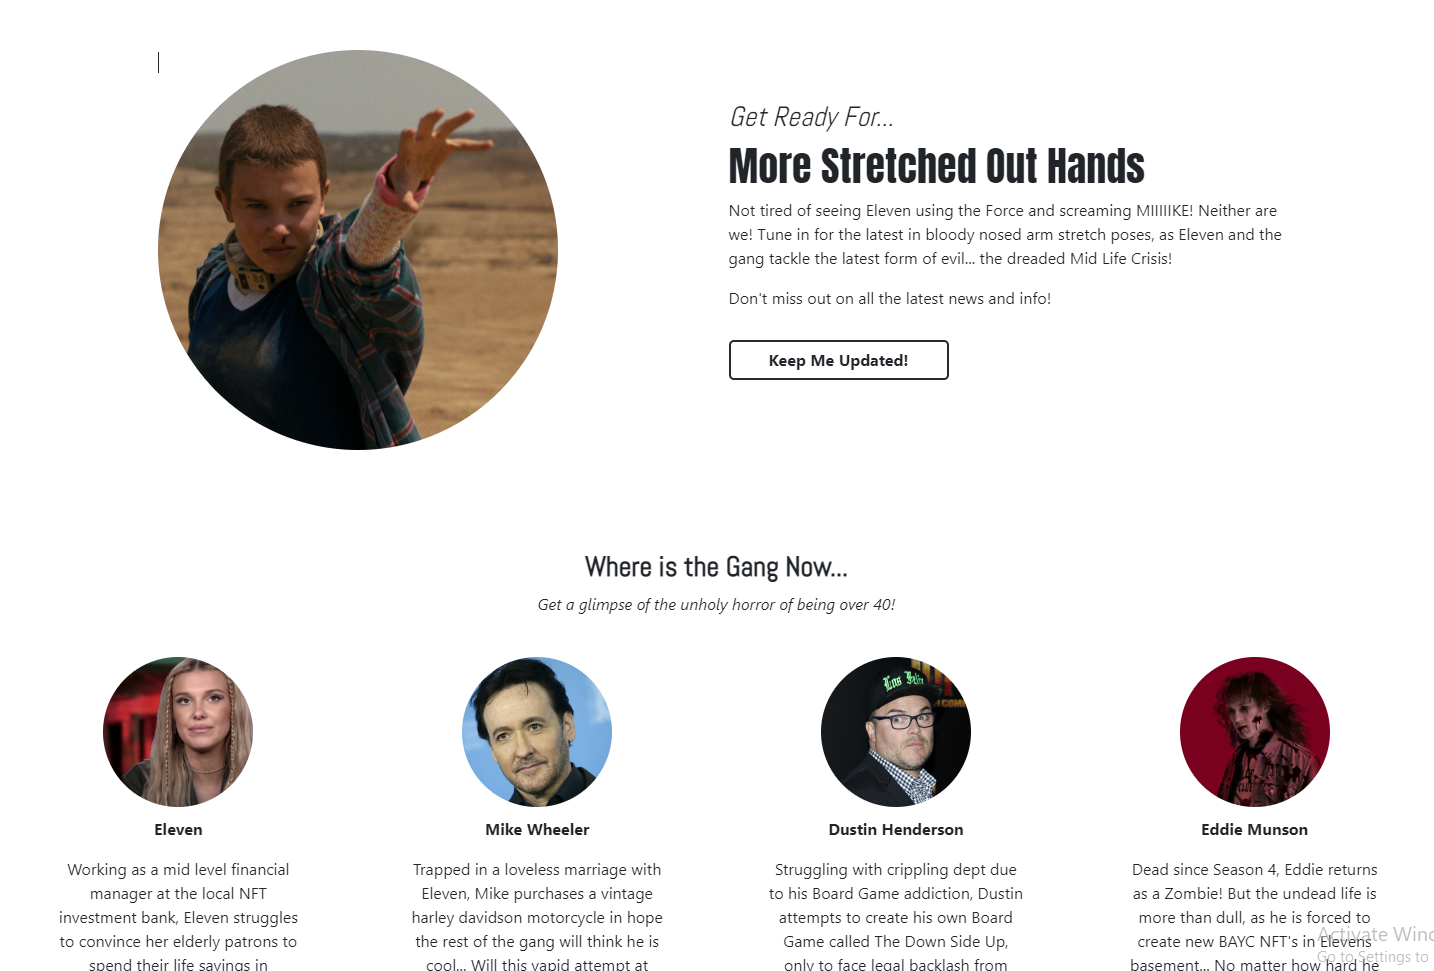 Get Ready For...
More Stretched Out Hands
Not tired of seeing Eleven using the Force and screaming MIIIIIKE! Neither are
we! Tune in for the latest in bloody nosed arm stretch poses, as Eleven and the
gang tackle the latest form of evil... the dreaded Mid Life Crisis!
Don't miss out on all the latest news and info!
Keep Me Updated!
Where is the Gang Now...
Get a glimpse of the unholy horror of being over 40!
Eleven
Working as a mid level financial
manager at the local NFT
investment bank, Eleven struggles
to convince her elderly patrons to
spend their life savings in
Mike Wheeler
Trapped in a loveless marriage with
Eleven, Mike purchases a vintage
harley davidson motorcycle in hope
the rest of the gang will think he is
cool... Will this vapid attempt at
Los
Dustin Henderson
Struggling with crippling dept due
to his Board Game addiction, Dustin
attempts to create his own Board
Game called The Down Side Up,
only to face legal backlash from
Eddie Munson
Dead since Season 4, Eddie returns
as a Zombie! But the undead life is
more than dull, as he is forced to
create new BAYC NFT's in Elevens
basement... No matter how hard he
Activate Wind
Go to Settings to